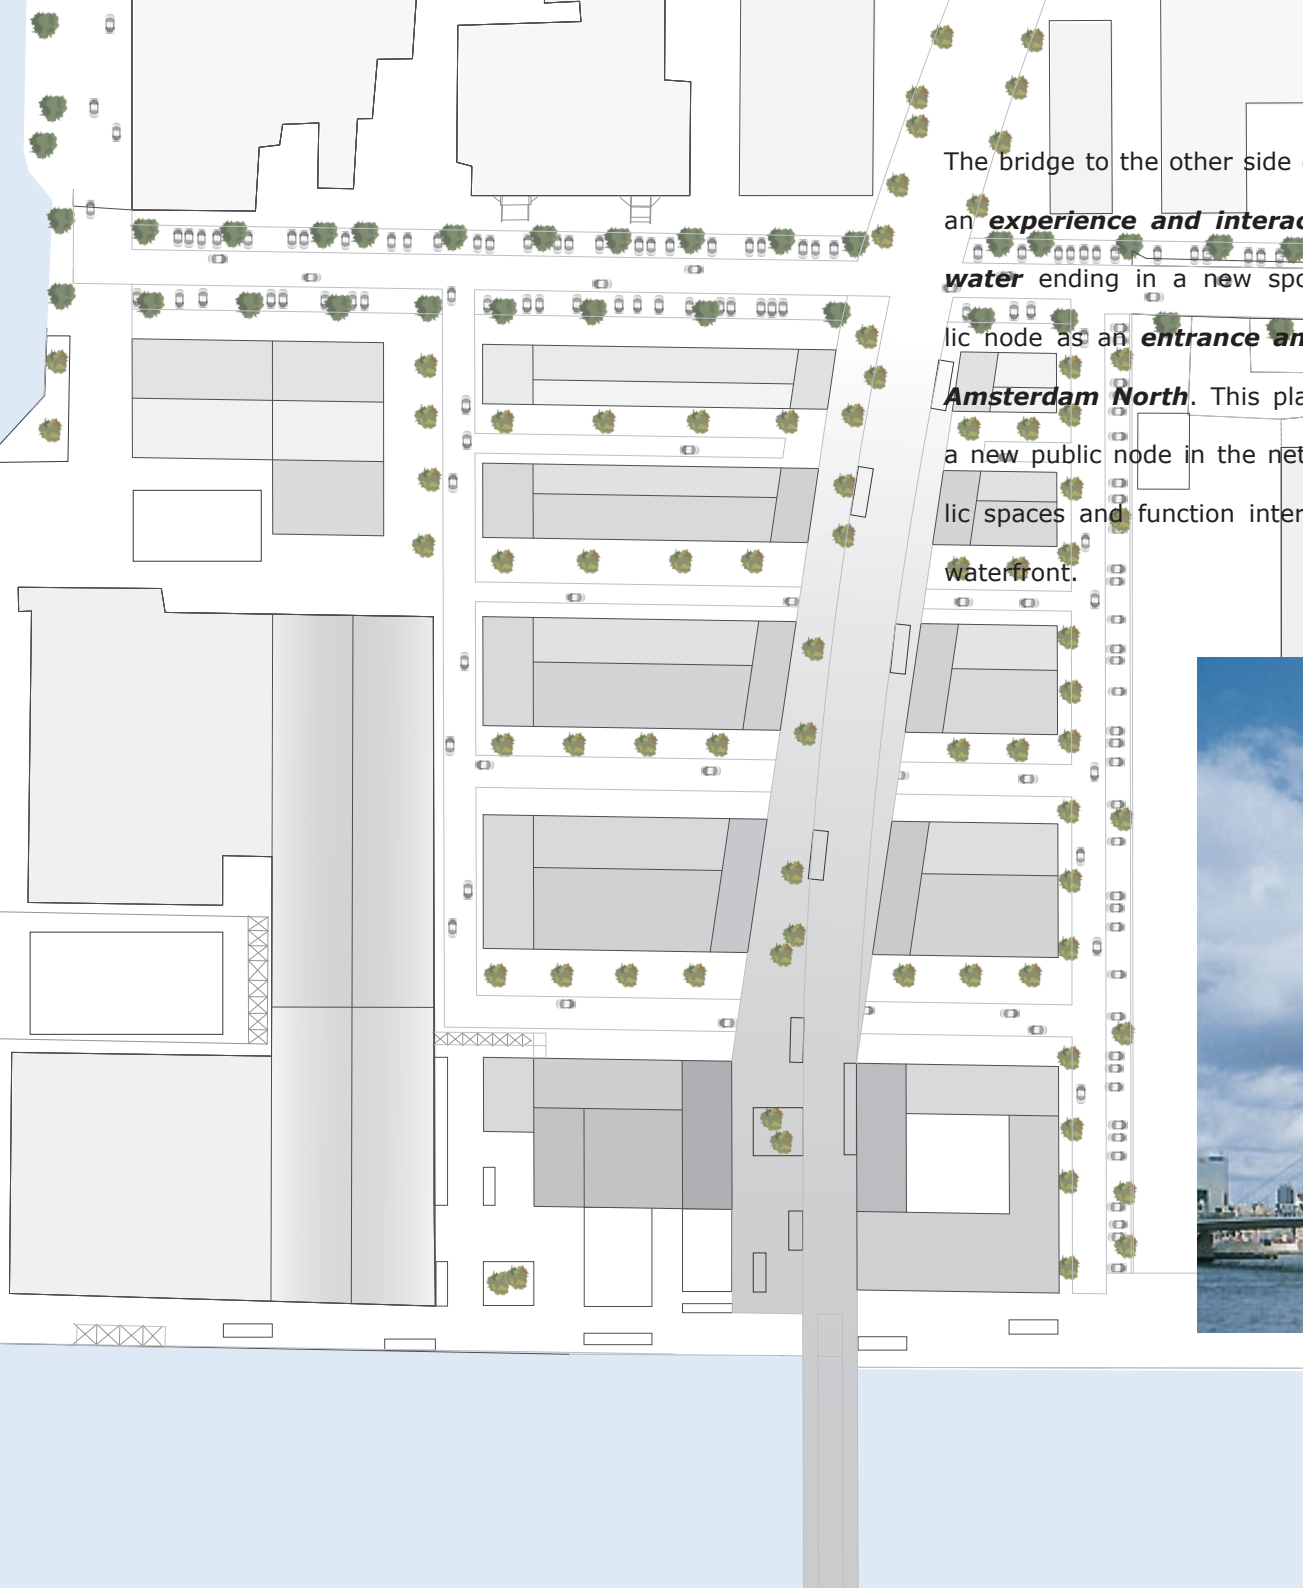 The bridge to the other side
an experience and interac
water ending in a new spo
lic node as an entrance an
Amsterdam North. This pla
a new public node in the net
lic spaces and function inter
waterfront.